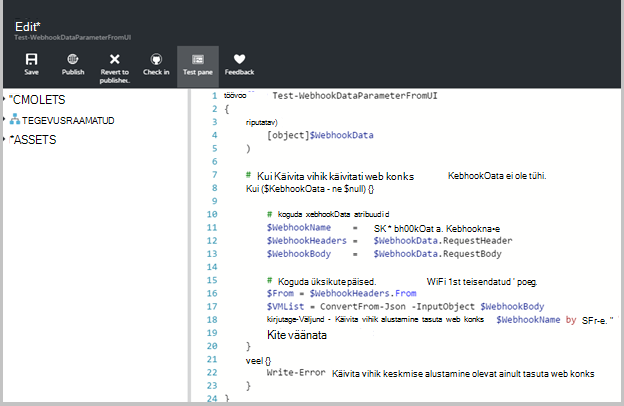 Edit*
Test-WebhookDataParameterFromUI
Save Publish Revert to publishec. Check in Test pane Feedback
"CMOLETS
TEGEVUSRAAMATUD
*ASSETS
1 töövoo `` Test-WebhookDataParameterFromUI
2 {
3 riputatav)
4 [object]$WebhookData
5 )
6
7 # Kui Käivita vihik käivitati web konks KebhookOata ei ole tühi.
8 Kui ($KebhookOata - ne $null) {}
9
10 # koguda xebhookData atribuudid
11 $WebhookName = SK * bh00kOat a. Kebhookna•e
12 $WebhookHeaders = $WebhookData.RequestHeader
13 $WebhookBody = $WebhookData.RequestBody
14
15 # Koguda üksikute päised. WiFi 1st teisendatud ' poeg.
16 $From = $WebhookHeaders.From
17 $VMList = ConvertFrom-Json -InputObject $WebhookBody
18 kirjutage-Väljund - Käivita vihik alustamine tasuta web konks $WebhookName by SFr-e. "
19 Kite väänata
20 }
21 veel {}
22 Write-Error Käivita vihik keskmise alustamine olevat ainult tasuta web konks
23 }
24 }